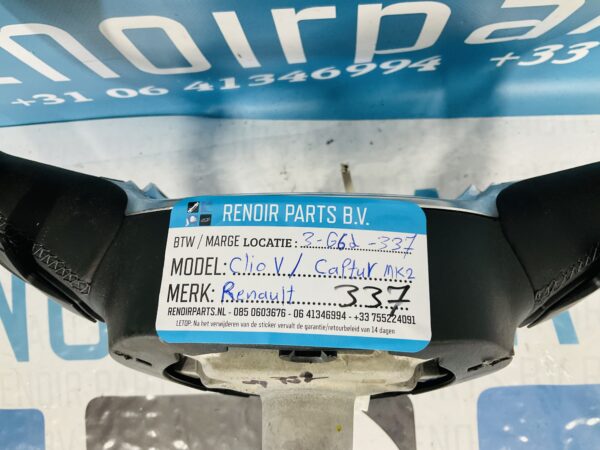 noirpa
+31 06 41346994 +33
RENOIR PARTS B.V.
BTW / MARGE LOCATIE : 3-G6d-337
MODEL: Clio V / Captur MK2
MERK: Renault 337
RENOIRPARTS.NL - 085 0603676 - 06 41346994 - +33 755224091
LETOP: Na het verwijderen van de sticker vervalt de garantie/retourbeleid van 14 dagen